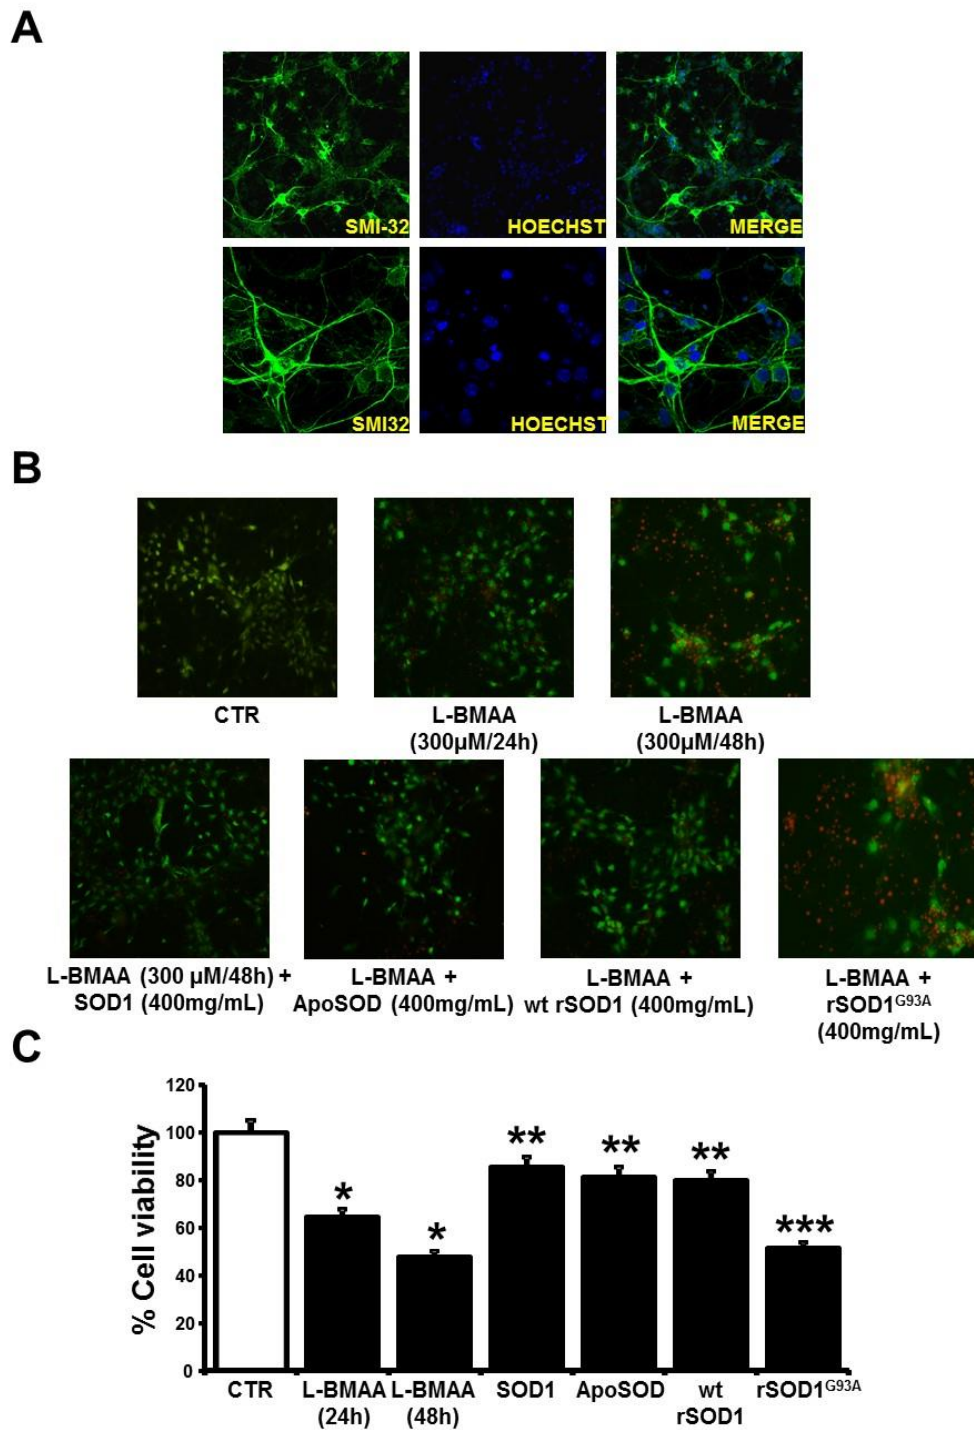 A
SMI-32
HOECHST
MERGE
SMI32
HOECHST
MERGE
B
CTR
L-BMAA
(300µM/24h)
L-BMAA
(300µM/48h)
L-BMAA (300 µM/48h) +
SOD1 (400mg/mL)
L-BMAA +
ApoSOD (400mg/mL)
L-BMAA +
wt rSOD1 (400mg/mL)
L-BMAA +
rSOD1G93A
(400mg/mL)
C
% Cell viability
120
100
80
60
40
20
0
*
*
**
**
**
***
CTR
L-BMAA
(24h)
L-BMAA
(48h)
SOD1
ApoSOD
wt
rSOD1
rSOD1G93A